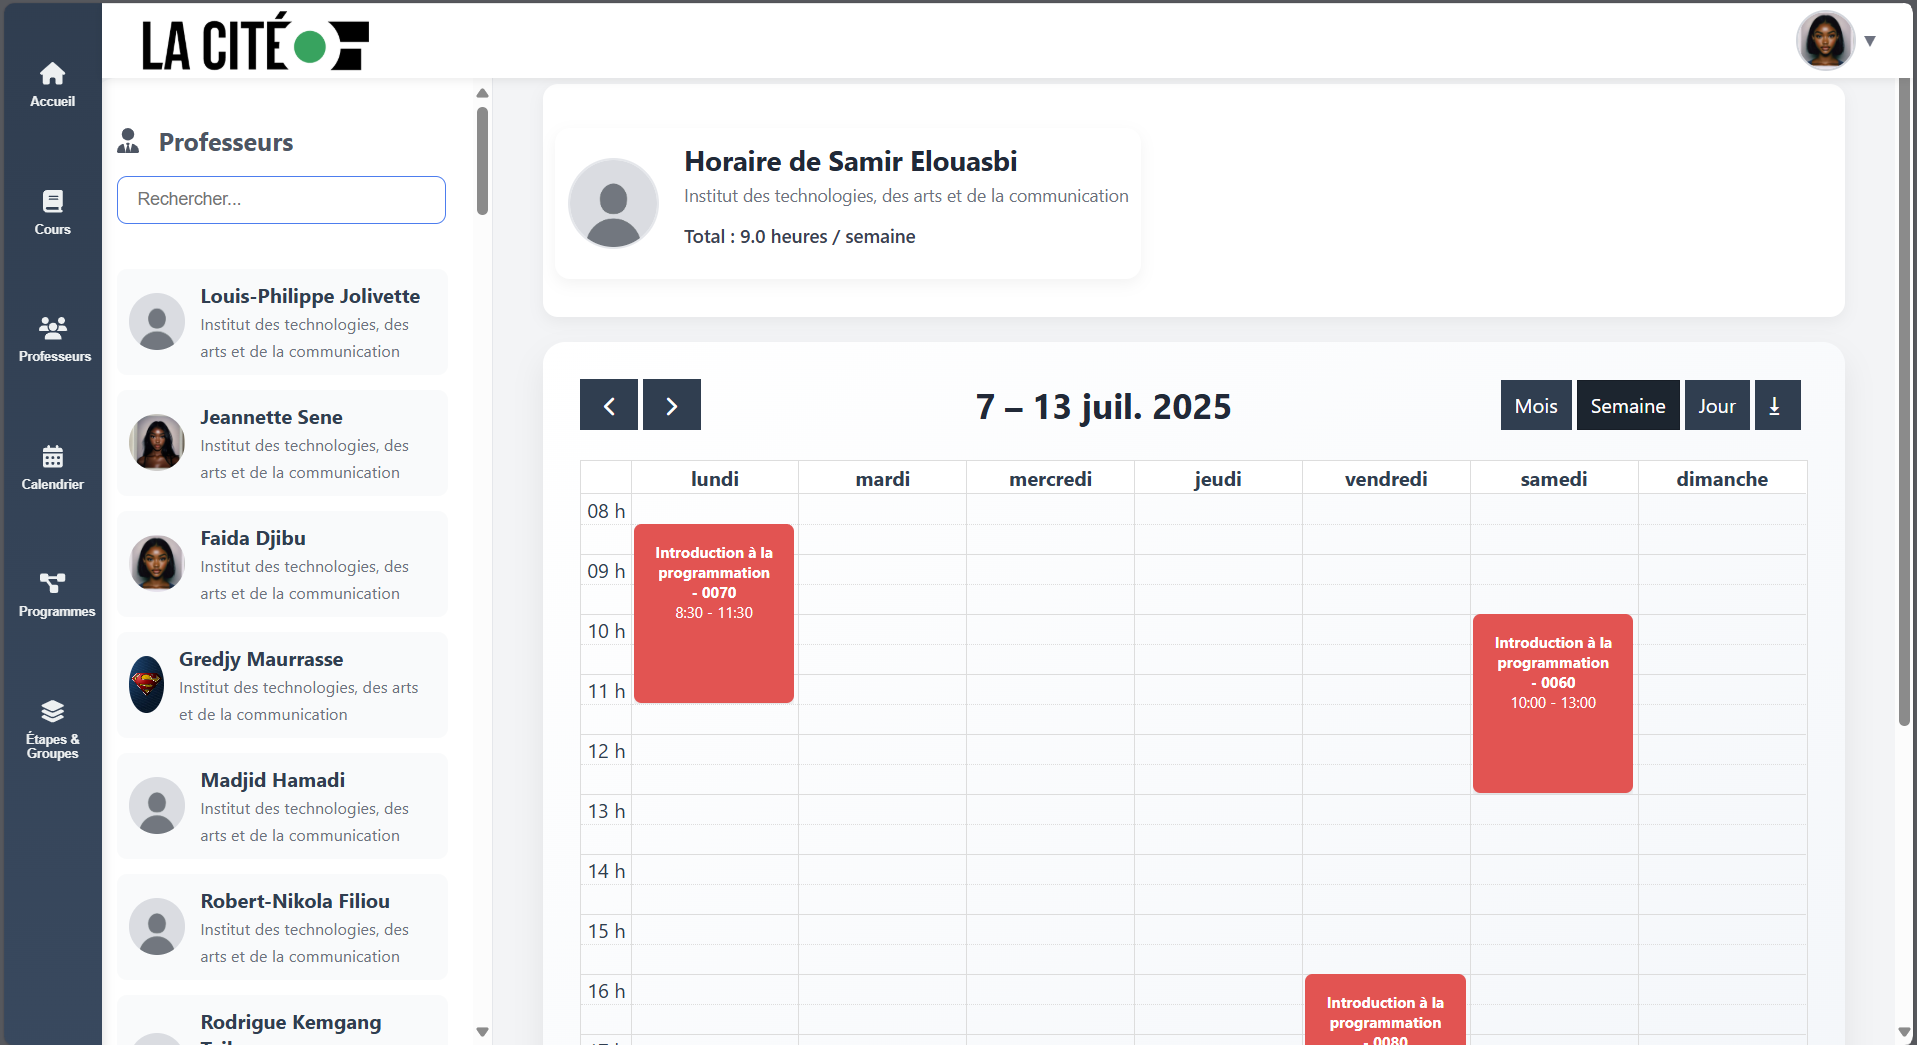 LA CITÉ
Accueil
Cours
Professeurs
Calendrier
Programmes
Étapes &
Groupes
Professeurs
Rechercher...
Louis-Philippe Jolivette
Institut des technologies, des
arts et de la communication
Jeannette Sene
Institut des technologies, des
arts et de la communication
Faida Djibu
Institut des technologies, des
arts et de la communication
Gredjy Maurrasse
Institut des technologies, des arts
et de la communication
Madjid Hamadi
Institut des technologies, des
arts et de la communication
Robert-Nikola Filiou
Institut des technologies, des
arts et de la communication
Rodrigue Kemgang
Horaire de Samir Elouasbi
Institut des technologies, des arts et de la communication
Total : 9.0 heures / semaine
7 – 13 juil. 2025
Mois
Semaine
Jour
lundi
mardi
mercredi
jeudi
vendredi
samedi
dimanche
08 h
09 h
10 h
11 h
12 h
13 h
14 h
15 h
16 h
Introduction à la
programmation
- 0070
8:30 - 11:30
Introduction à la
programmation
- 0060
10:00 - 13:00
Introduction à la
programmation
- 0080